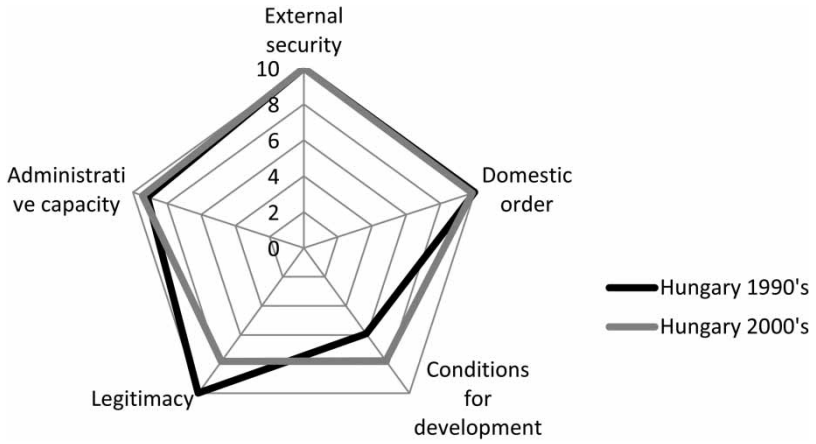 External
security
10
8
6
4
2
0
Administrati
ve capacity
Domestic
order
Hungary 1990's
Hungary 2000's
Legitimacy
Conditions
for
development